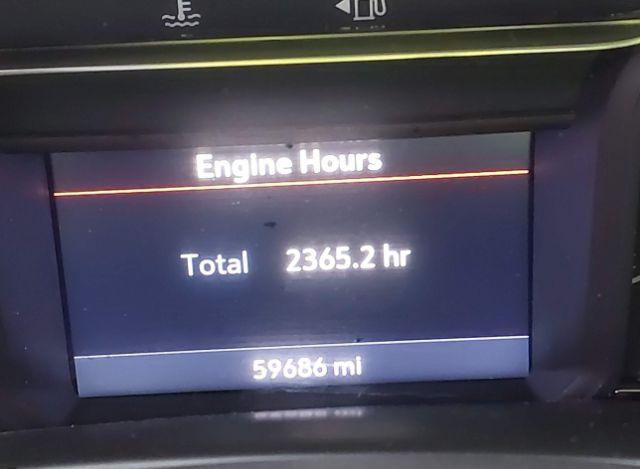 Engine Hours
Total 2365.2 hr
59686 mi